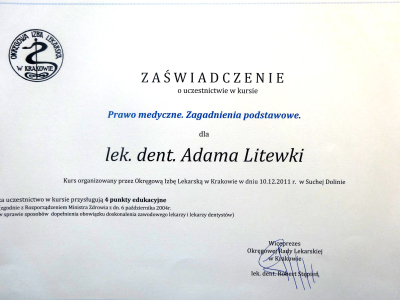 OKRĘGOWA IZBA LEKARSKA
W KRAKOWIE
ZAŚWIADCZENIE
o uczestnictwie w kursie
Prawo medyczne. Zagadnienia podstawowe.
dla
lek. dent. Adama Litewki
Kurs organizowany przez Okręgową Izbę Lekarską w Krakowie w dniu 10.12.2011 r. w Suchej Dolinie
za uczestnictwo w kursie przysługują 4 punkty edukacyjne
(zgodnie z Rozporządzeniem Ministra Zdrowia z dn. 6 października 2004r.
w sprawie sposobów dopełnienia obowiązku doskonalenia zawodowego lekarzy i lekarzy dentystów)
Wiceprezes
Okręgowej Rady Lekarskiej
w Krakowie
lek. dent. Robert Stępień